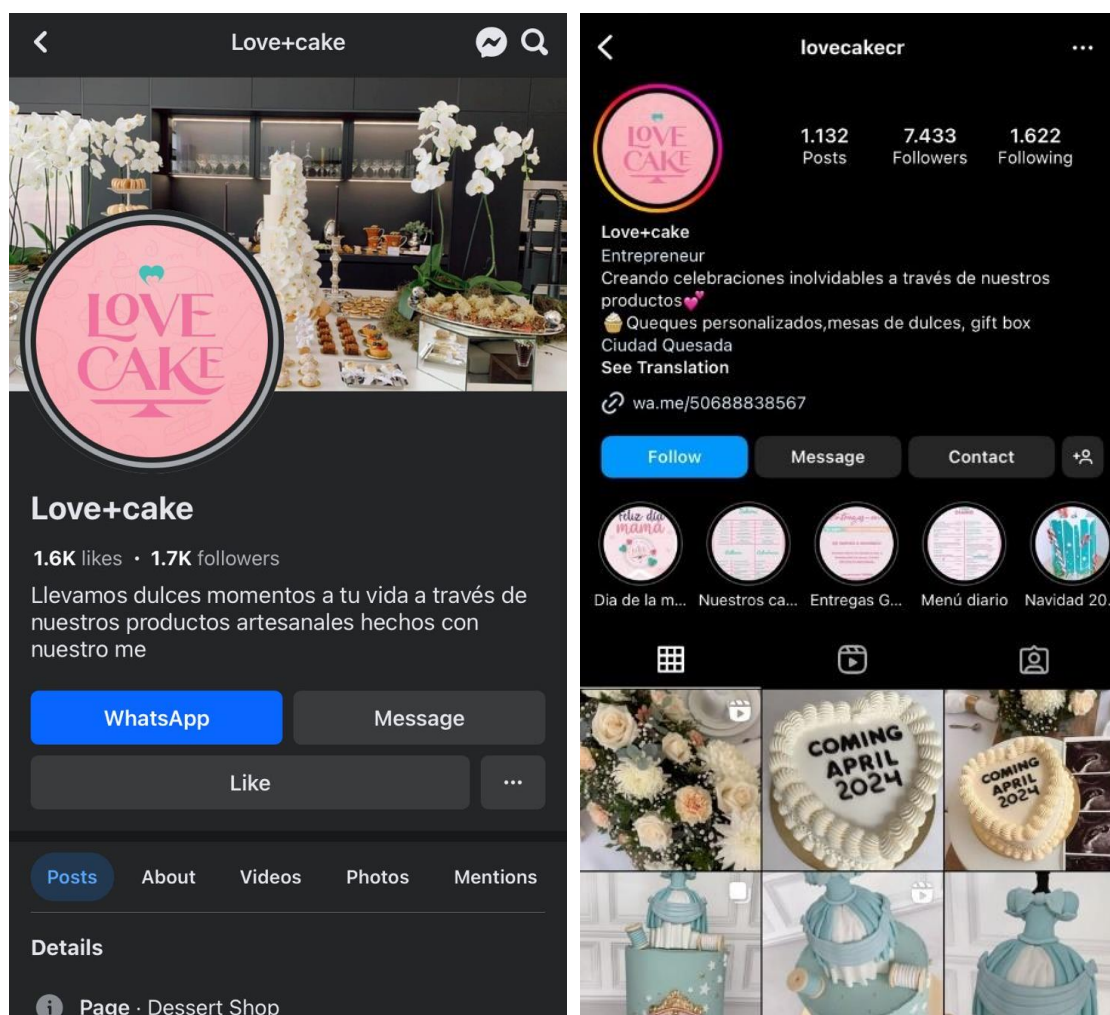 Love+cake
LOVE
CAKE
Love+cake
1.6K likes · 1.7K followers
Llevamos dulces momentos a tu vida a través de
nuestros productos artesanales hechos con
nuestro me
WhatsApp
Message
Like
Posts
About
Videos
Photos
Mentions
Details
Page · Dessert Shop
lovecakecr
LOVE
CAKE
1.132
7.433
1.622
Posts
Followers
Following
Love+cake
Entrepreneur
Creando celebraciones inolvidables a través de nuestros
productos💕
🧁Queques personalizados,mesas de dulces, gift box
Ciudad Quesada
See Translation
wa.me/50688838567
Follow
Message
Contact
feliz día
mamá
Dia de la m...
Nuestros ca...
Entregas G...
Menú diario
Navidad 20.
COMING
APRIL
2024
COMING
APRIL
2024